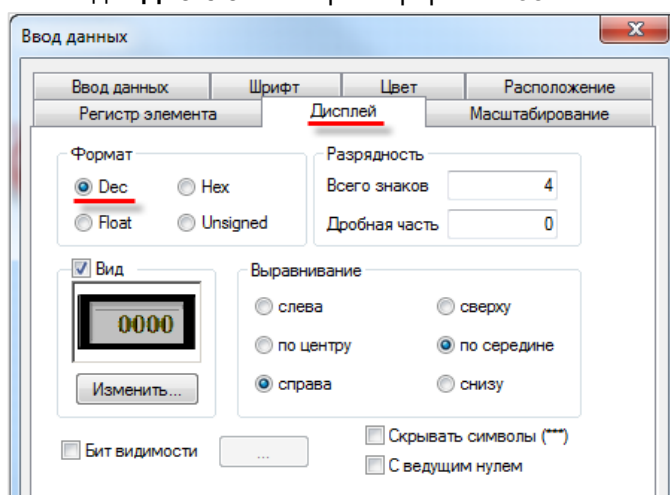 Ввод данных
Ввод данных Шрифт Цвет Расположение
Регистр элемента Дисплей Масштабирование
Формат Разрядность
Dec Hex Всего знаков 4
Float Unsigned Дробная часть 0
Вид Выравнивание
слева сверху
0000
по центру по середине
Изменить... справа снизу
Бит видимости ... Скрывать символы (***)
С ведущим нулем